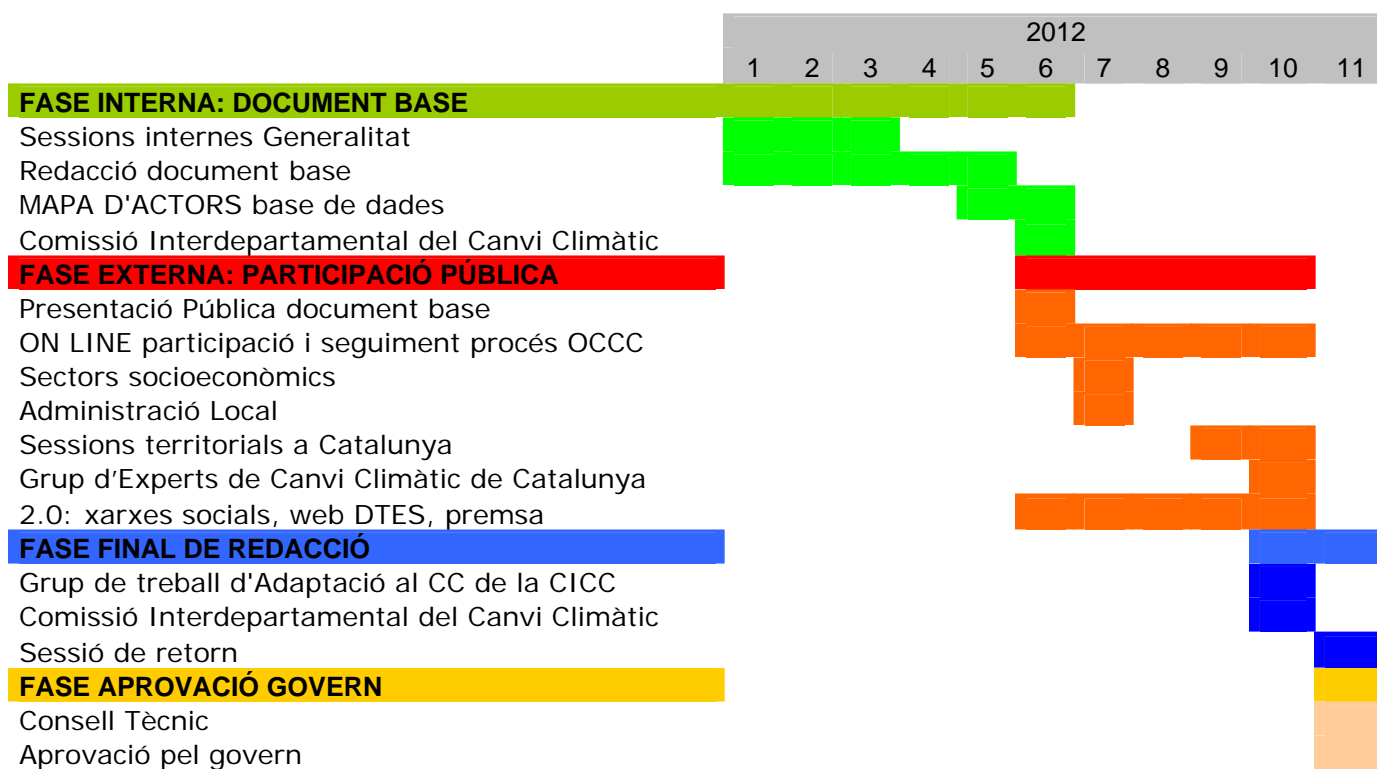 2012
1 2 3 4 5 6 7 8 9 10 11
FASE INTERNA: DOCUMENT BASE
Sessions internes Generalitat
Redacció document base
MAPA D'ACTORS base de dades
Comissió Interdepartamental del Canvi Climàtic
FASE EXTERNA: PARTICIPACIÓ PÚBLICA
Presentació Pública document base
ON LINE participació i seguiment procés OCCC
Sectors socioeconòmics
Administració Local
Sessions territorials a Catalunya
Grup d’Experts de Canvi Climàtic de Catalunya
2.0: xarxes socials, web DTES, premsa
FASE FINAL DE REDACCIÓ
Grup de treball d'Adaptació al CC de la CICC
Comissió Interdepartamental del Canvi Climàtic
Sessió de retorn
FASE APROVACIÓ GOVERN
Consell Tècnic
Aprovació pel govern